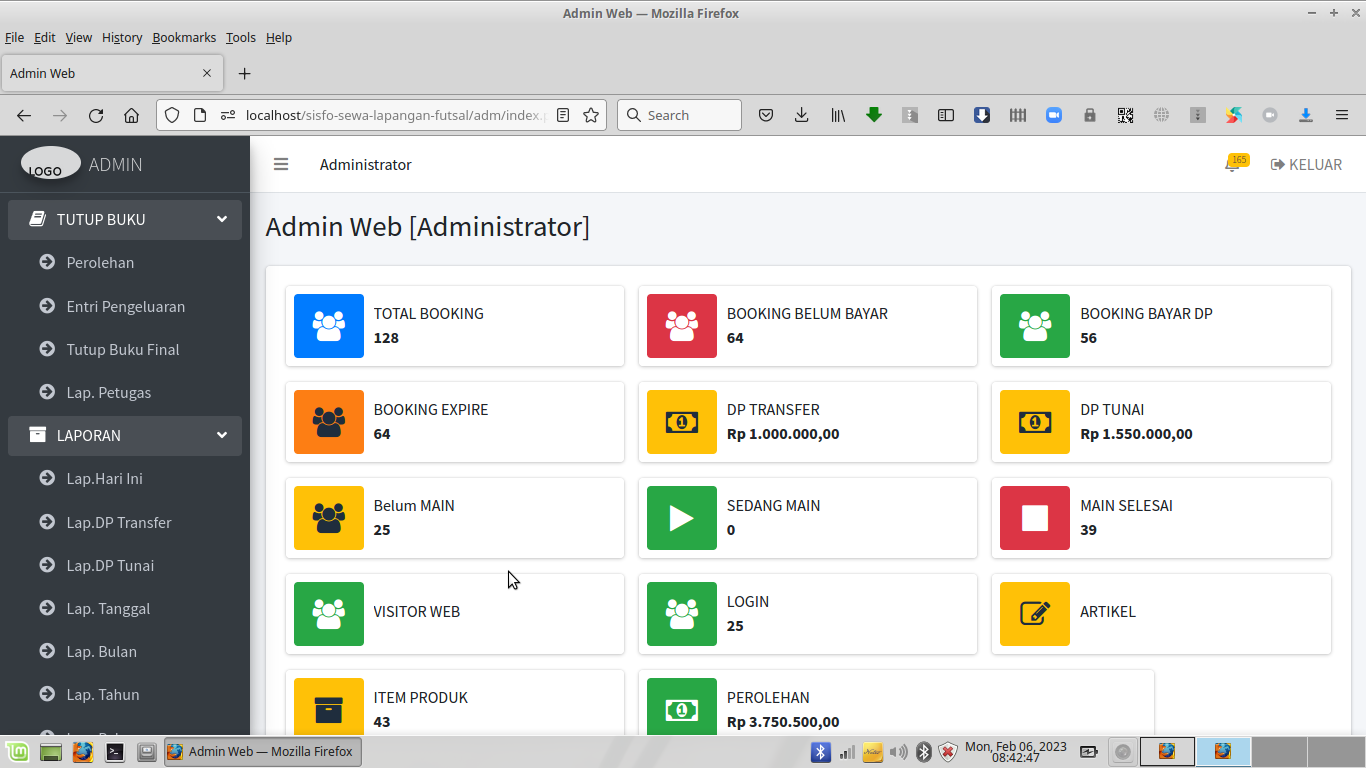 Admin Web — Mozilla Firefox
File Edit View History Bookmarks Tools Help
Admin Web
localhost/sisfo-sewa-lapangan-futsal/adm/index.p
Search
LOGO ADMIN
Administrator
165
KELUAR
TUTUP BUKU
Perolehan
Entri Pengeluaran
Tutup Buku Final
Lap. Petugas
LAPORAN
Lap.Hari Ini
Lap.DP Transfer
Lap.DP Tunai
Lap. Tanggal
Lap. Bulan
Lap. Tahun
Admin Web [Administrator]
TOTAL BOOKING
128
BOOKING BELUM BAYAR
64
BOOKING BAYAR DP
56
BOOKING EXPIRE
64
DP TRANSFER
Rp 1.000.000,00
DP TUNAI
Rp 1.550.000,00
Belum MAIN
25
SEDANG MAIN
0
MAIN SELESAI
39
VISITOR WEB
LOGIN
25
ARTIKEL
ITEM PRODUK
43
PEROLEHAN
Rp 3.750.500,00
Admin Web — Mozilla Firefox
Mon, Feb 06, 2023
08:42:47